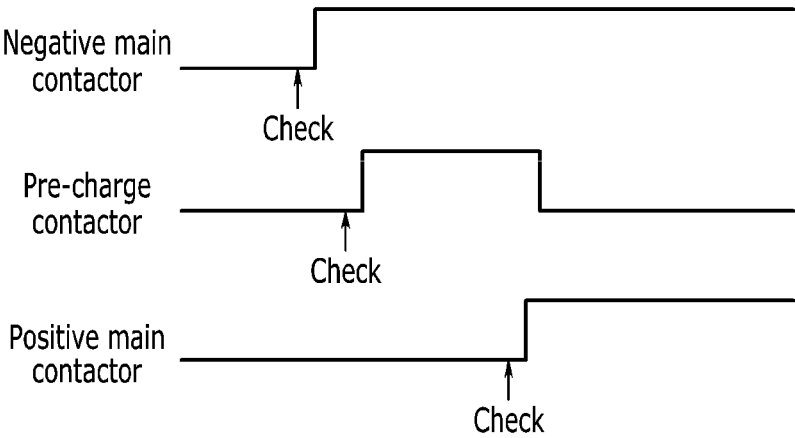 Negative main
contactor
Check
Pre-charge
contactor
Check
Positive main
contactor
Check